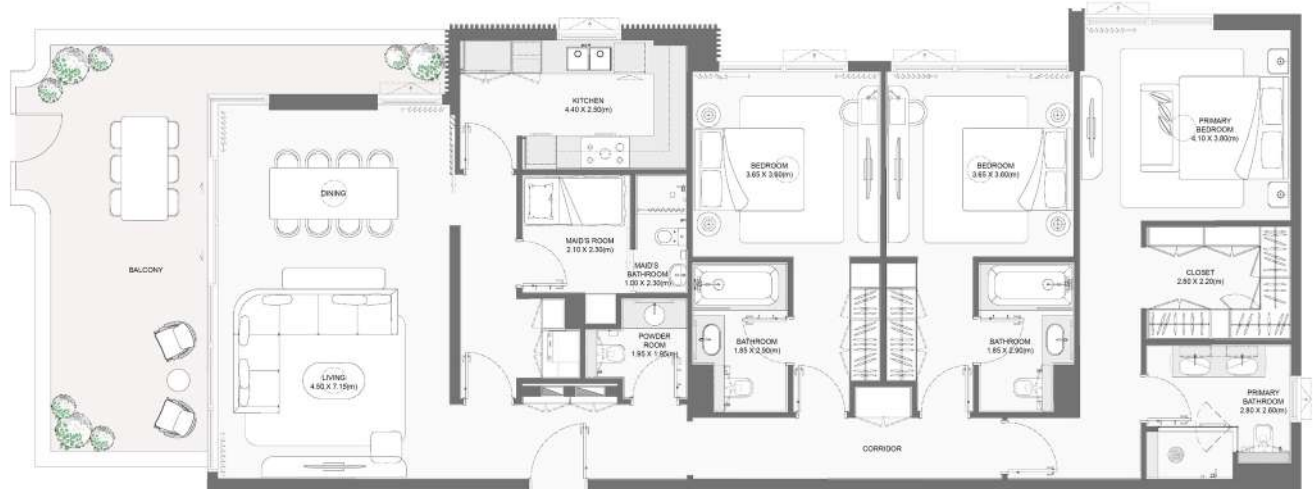 KITCHEN
4.40 X 2.50(m)
PRIMARY
BEDROOM
4.10 X 3.80(m)
BEDROOM
3.65 X 3.60(m)
BEDROOM
3.65 X 3.60(m)
DINING
MAID'S ROOM
2.10 X 2.30(m)
MAID'S
BATHROOM
1.00 X 2.30(m)
BALCONY
CLOSET
2.80 X 2.20(m)
POWDER
ROOM
1.95 X 1.95(m)
BATHROOM
1.85 X 2.90(m)
BATHROOM
1.85 X 2.90(m)
LIVING
4.50 X 7.15(m)
PRIMARY
BATHROOM
2.80 X 2.60(m)
CORRIDOR